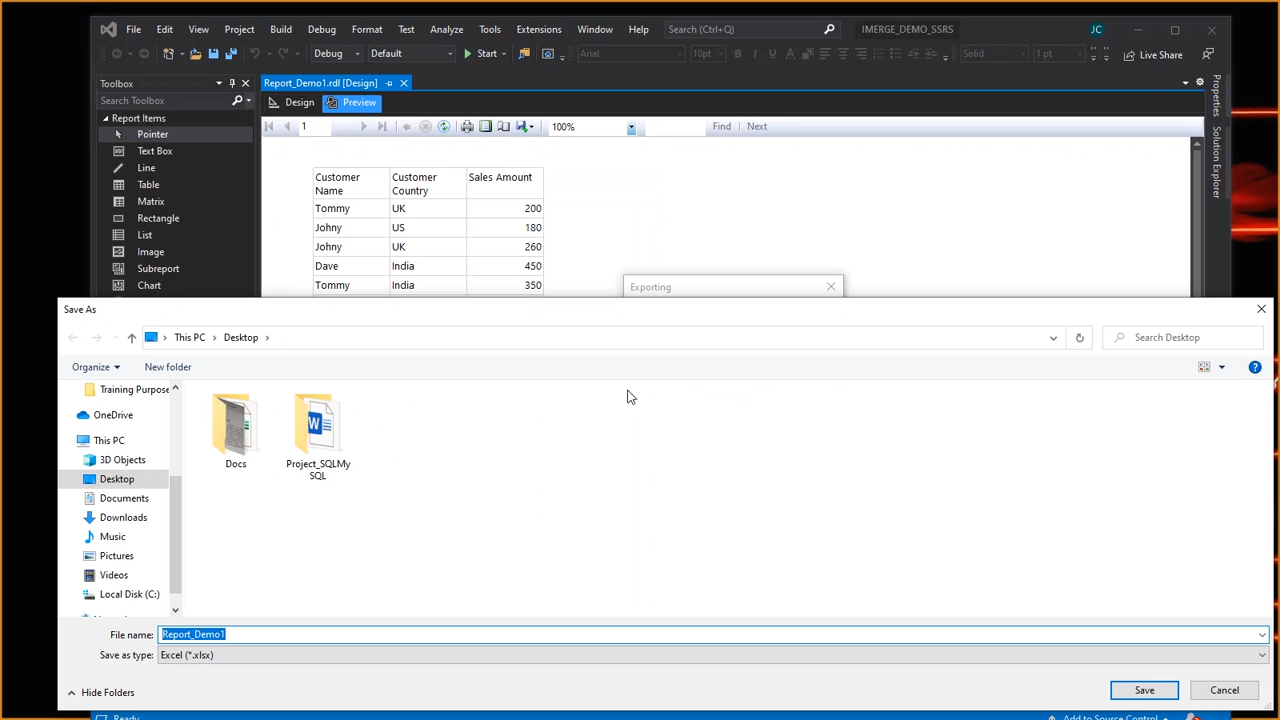 File Edit View Project Build Debug Format Test Analyze Tools Extensions Window Help Search (Ctrl+Q) IMERGE_DEMO_SSRS JC
Debug Default Start Arial 10pt B I U A Solid 1 pt Live Share
Toolbox
Report_Demo1.rdl [Design]
Search Toolbox
Design Preview
Report Items
Pointer
Text Box
Line
Table
Matrix
Rectangle
List
Image
Subreport
Chart
1 100% Find Next
Customer Name Customer Country Sales Amount
Tommy UK 200
Johny US 180
Johny UK 260
Dave India 450
Tommy India 350
Properties
Solution Explorer
Exporting
Save As
This PC Desktop
Search Desktop
Organize New folder
Training Purpose
OneDrive
This PC
3D Objects
Desktop
Documents
Downloads
Music
Pictures
Videos
Local Disk (C:)
W
Docs
Project_SQLMy
SQL
File name: Report_Demo1
Save as type: Excel (*.xlsx)
Hide Folders
Save Cancel
Ready Add to Source Control